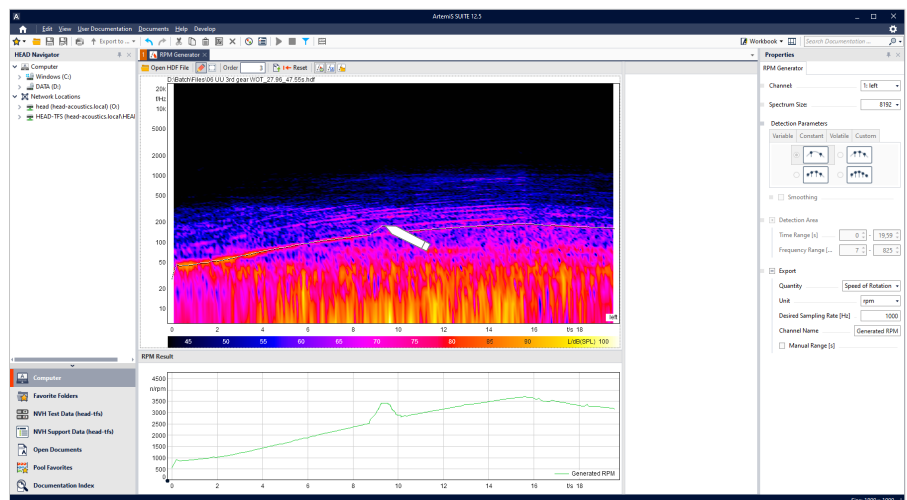 ArtemiS SUITE 12.5
Edit View User Documentation Documents Help Develop
Export to ...
Workbook
Search Documentation ...
HEAD Navigator
Computer
Windows (C:)
DATA (D:)
Network Locations
head (head-acoustics.local) (O:)
HEAD-TFS (head-acoustics.local\HEAD
Computer
Favorite Folders
NVH Test Data (head-tfs)
NVH Support Data (head-tfs)
Open Documents
Pool Favorites
Documentation Index
1 RPM Generator
Open HDF File Order 3 Reset
D:\Batch\Files\06 UU 3rd gear WOT_27.96_47.55s.hdf
20k
f/Hz
10k
5000
2000
1000
500
200
100
50
20
10
left
0 2 4 6 8 10 12 14 16 t/s 18
45 50 55 60 65 70 75 80 85 90 L/dB(SPL) 100
RPM Result
4500
n/rpm
3500
3000
2500
2000
1500
1000
500
0
Generated RPM
0 2 4 6 8 10 12 14 16 t/s 18
Properties
RPM Generator
Channel: 1: left
Spectrum Size 8192
Detection Parameters
Variable Constant Volatile Custom
Smoothing
Detection Area
Time Range [s] 0 - 19,59
Frequency Range [... 7 - 825
Export
Quantity Speed of Rotation
Unit rpm
Desired Sampling Rate [Hz] 1000
Channel Name Generated RPM
Manual Range [s]